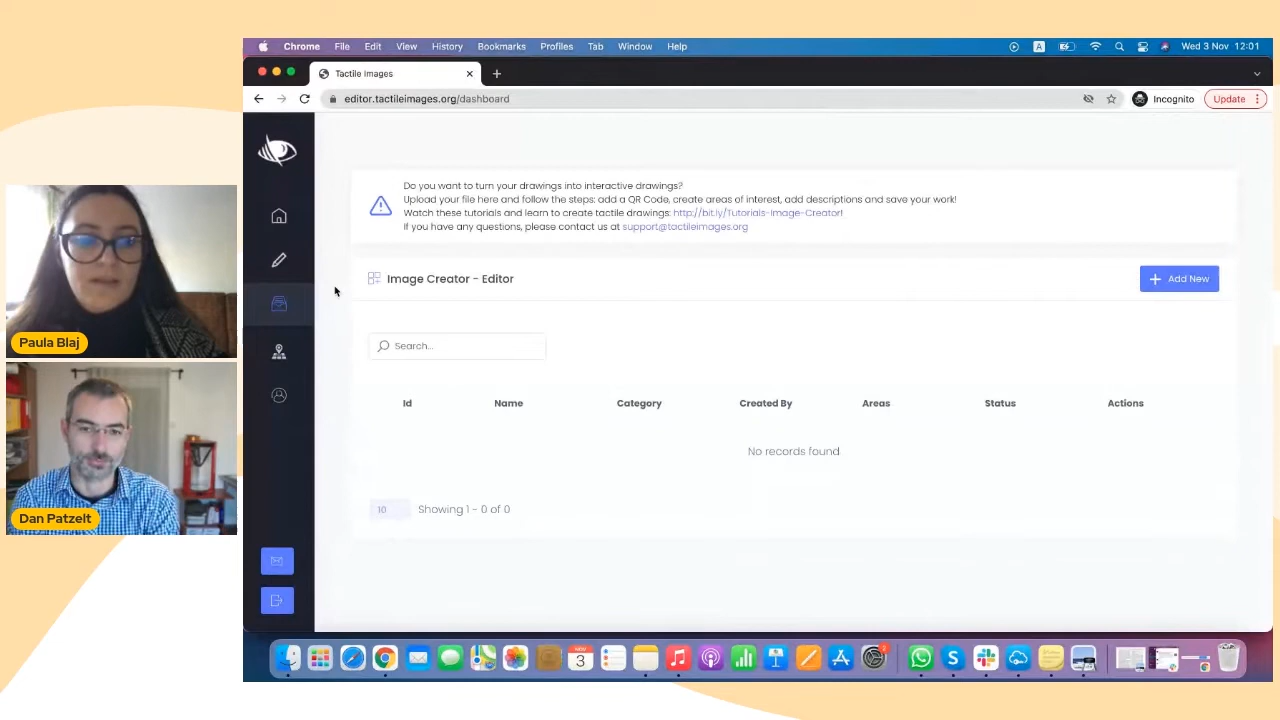 Chrome File Edit View History Bookmarks Profiles Tab Window Help A Wed 3 Nov 12:01
Tactile Images
editor.tactileimages.org/dashboard Incognito Update
Do you want to turn your drawings into interactive drawings?
Upload your file here and follow the steps: add a QR Code, create areas of interest, add descriptions and save your work!
Watch these tutorials and learn to create tactile drawings: http://bit.ly/Tutorials-Image-Creator!
If you have any questions, please contact us at support@tactileimages.org
Image Creator - Editor Add New
Search...
Id Name Category Created By Areas Status Actions
No records found
10 Showing 1 - 0 of 0
Paula Blaj
Dan Patzelt
NOV
3